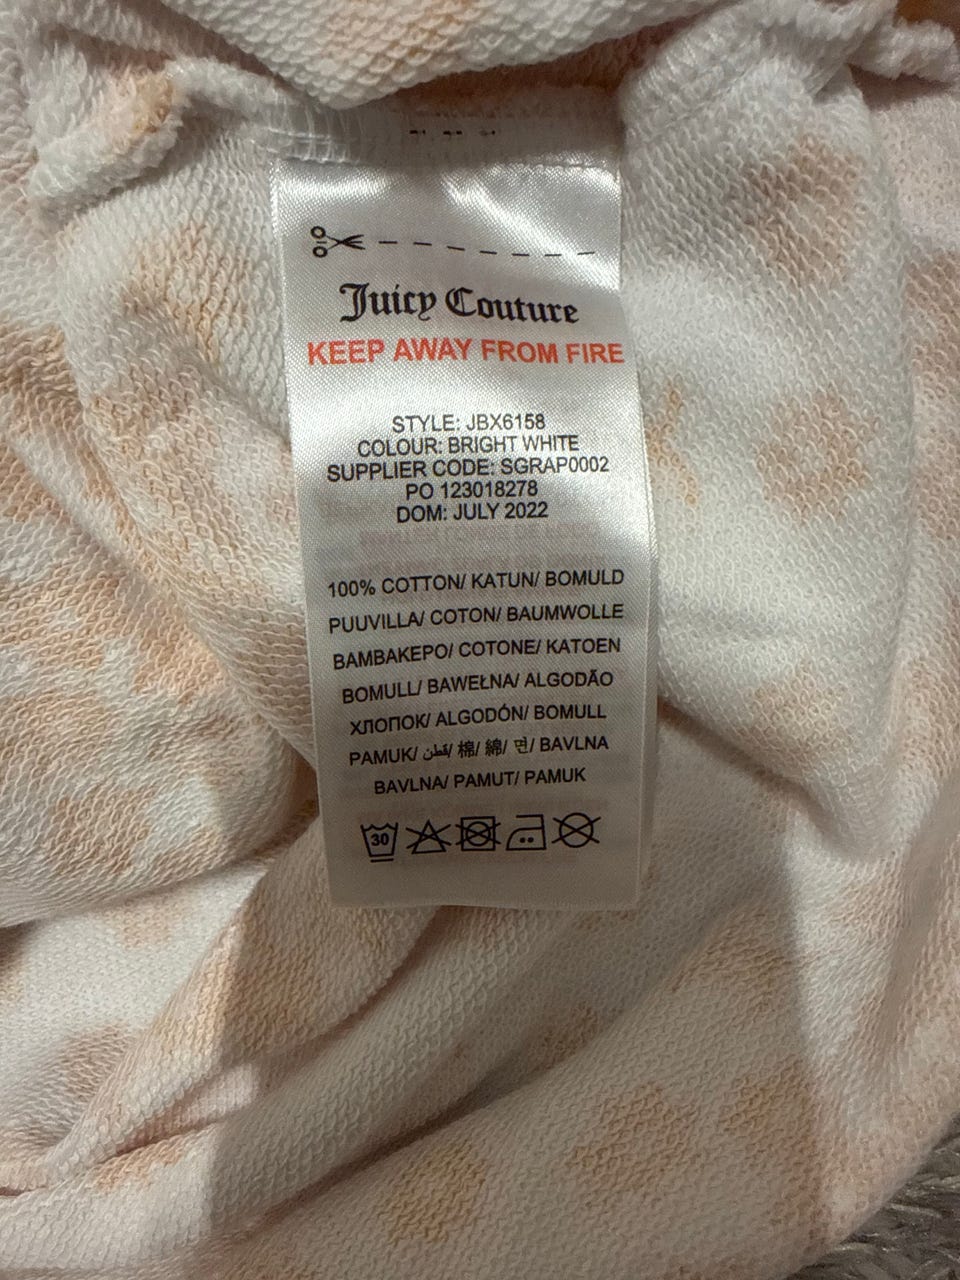 Juicy Couture
KEEP AWAY FROM FIRE
STYLE: JBX6158
COLOUR: BRIGHT WHITE
SUPPLIER CODE: SGRAP0002
PO 123018278
DOM: JULY 2022
100% COTTON/ KATUN/ BOMULD
PUUVILLA/ COTON/ BAUMWOLLE
ΒΑΜΒΑΚΕΡΟ/ COTONE/ KATOEN
BOMULL/ BAWEŁNA/ ALGODÃO
ХЛОПОК/ ALGODÓN/ BOMULL
PAMUK/ قطن/ 棉/ 綿/ 면/ BAVLNA
BAVLNA/ PAMUT/ PAMUK
30